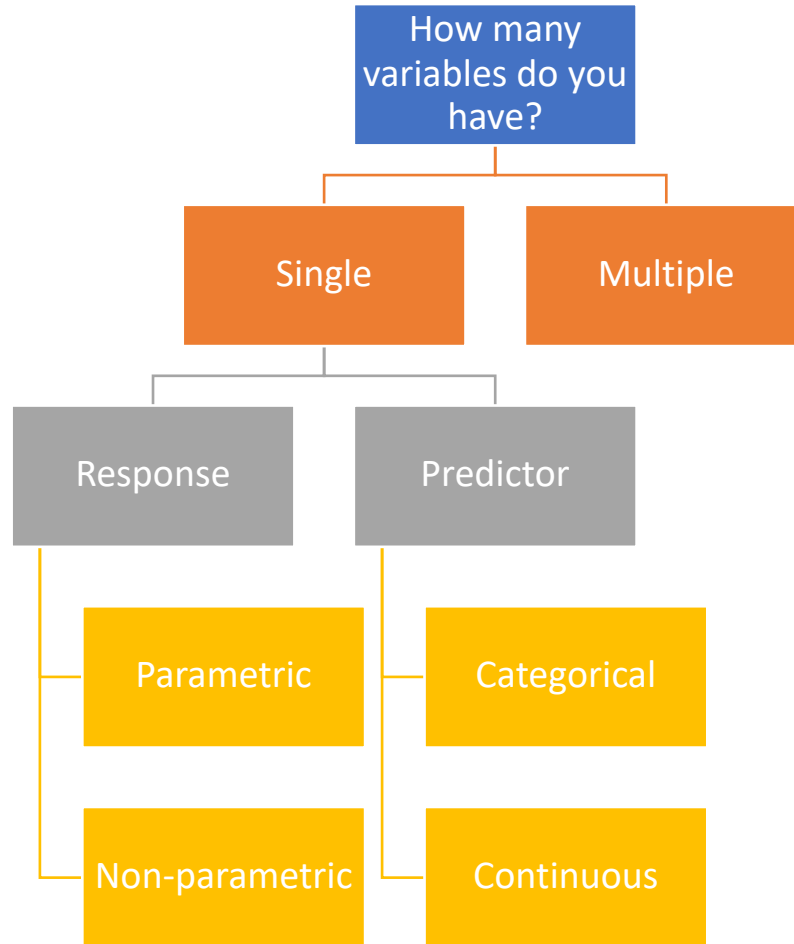 How many
variables do you
have?
Single
Multiple
Response
Predictor
Parametric
Categorical
Non-parametric
Continuous